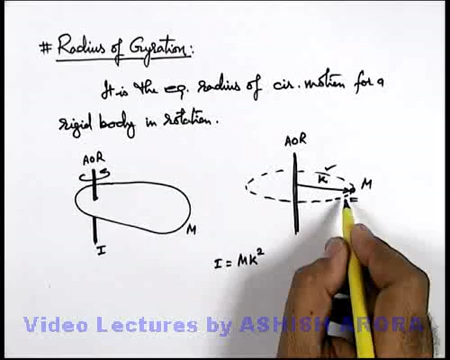 # Radius of Gyration:
It is the eq. radius of cir. motion for a
rigid body in rotation.
AOR
M
I
AOR
K
M
I = MK²
Video Lectures by ASHISH ARORA